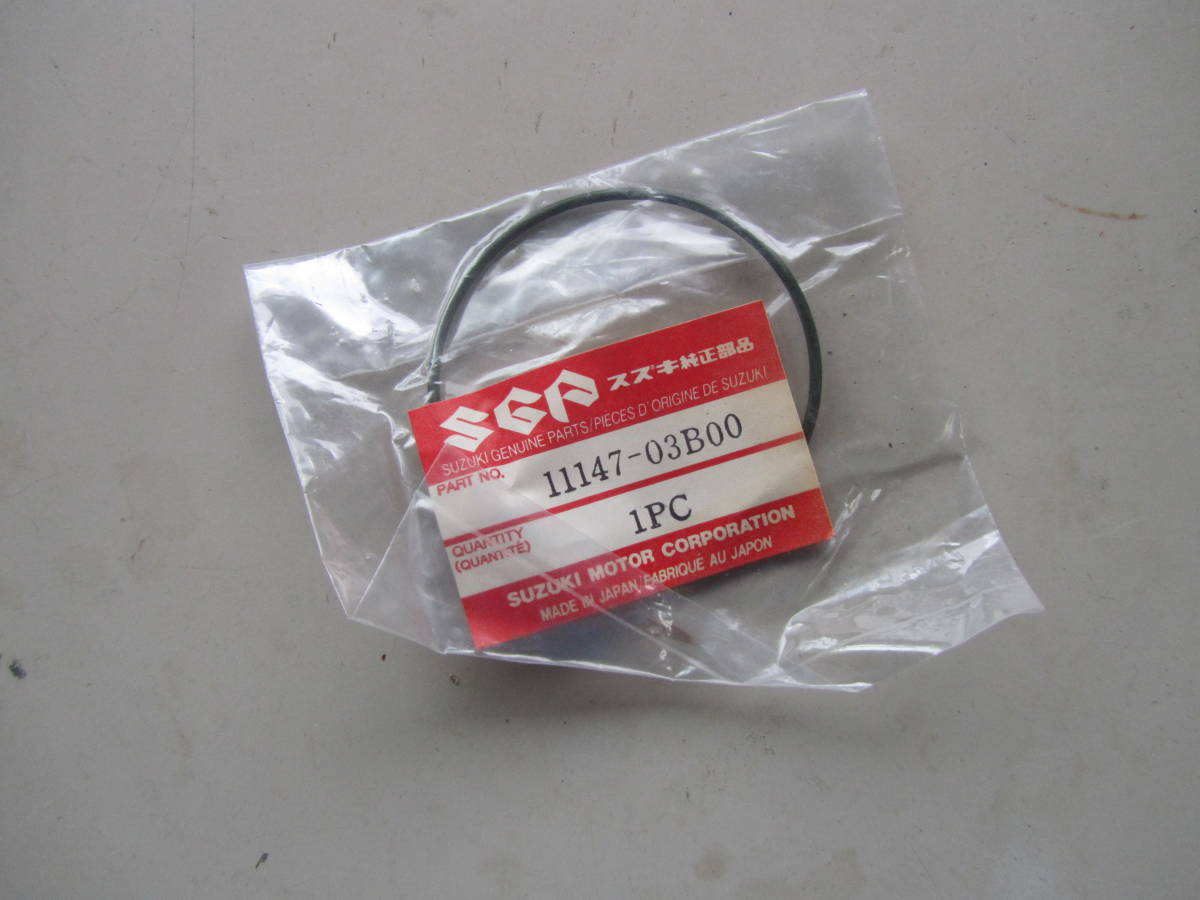 SGP スズキ純正部品
SUZUKI GENUINE PARTS/PIÈCES D'ORIGINE DE SUZUKI
PART NO. 11147-03B00
QUANTITY 1PC
(QUANTITÉ)
SUZUKI MOTOR CORPORATION
MADE IN JAPAN/FABRIQUÉ AU JAPON